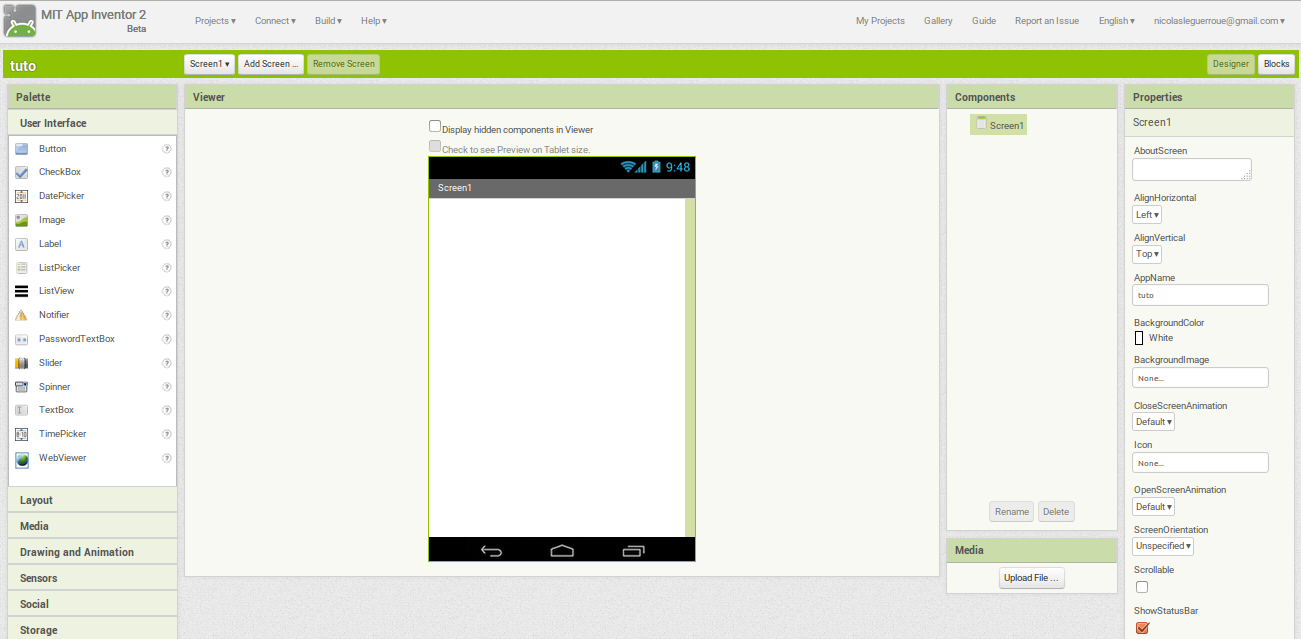 MIT App Inventor 2
Beta
Projects ▾ Connect ▾ Build ▾ Help ▾
My Projects Gallery Guide Report an Issue English ▾ nicolasleguerroue@gmail.com ▾
tuto
Screen1 ▾ Add Screen ... Remove Screen
Designer Blocks
Palette
User Interface
Button ?
CheckBox ?
DatePicker ?
Image ?
Label ?
ListPicker ?
ListView ?
Notifier ?
PasswordTextBox ?
Slider ?
Spinner ?
TextBox ?
TimePicker ?
WebViewer ?
Layout
Media
Drawing and Animation
Sensors
Social
Storage
Viewer
Display hidden components in Viewer
Check to see Preview on Tablet size.
9:48
Screen1
Components
Screen1
Rename Delete
Media
Upload File ...
Properties
Screen1
AboutScreen
AlignHorizontal
Left ▾
AlignVertical
Top ▾
AppName
tuto
BackgroundColor
White
BackgroundImage
None...
CloseScreenAnimation
Default ▾
Icon
None...
OpenScreenAnimation
Default ▾
ScreenOrientation
Unspecified ▾
Scrollable
ShowStatusBar